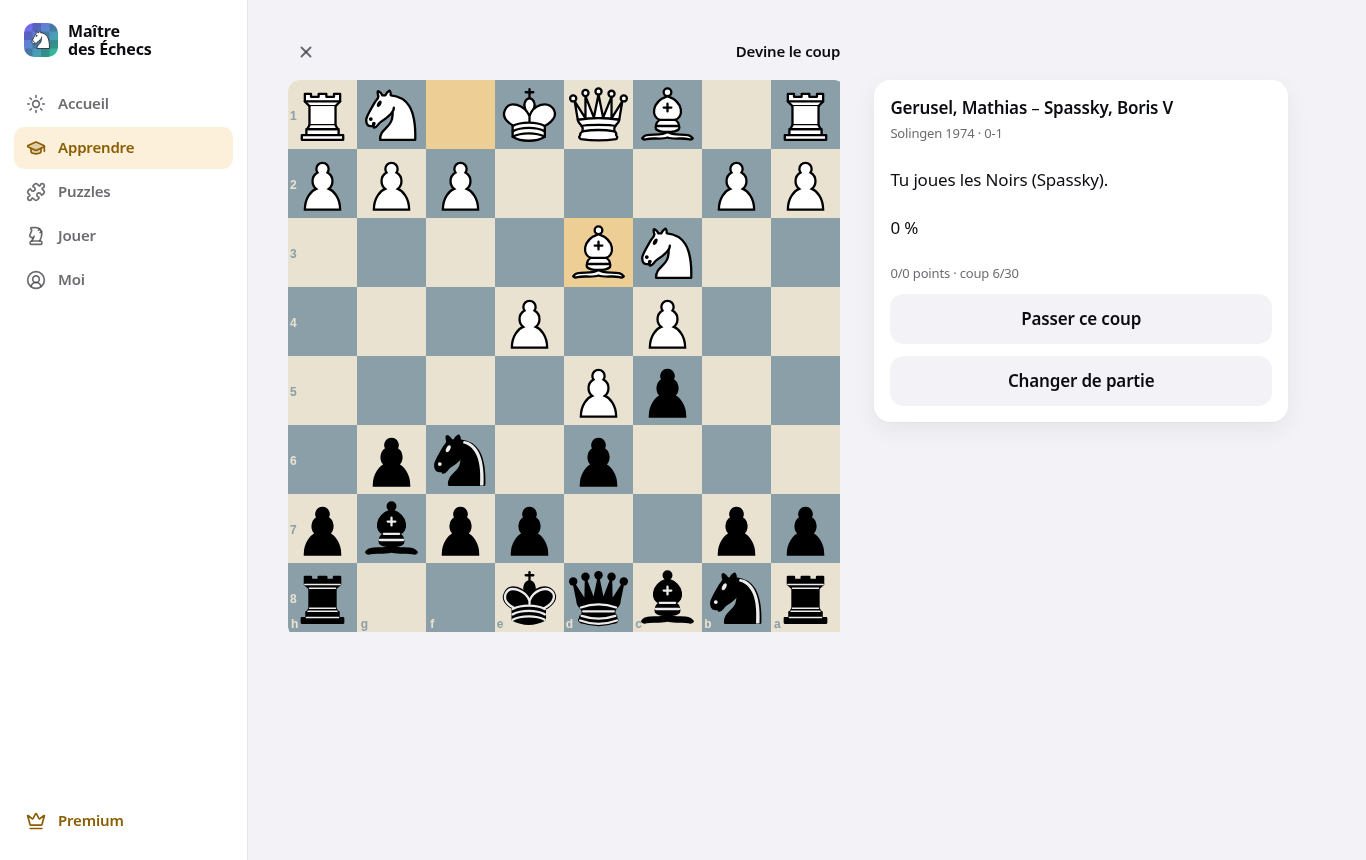 Maître
des Échecs
Accueil
Apprendre
Puzzles
Jouer
Moi
Premium
Devine le coup
1
2
3
4
5
6
7
8
h g f e d c b a
Gerusel, Mathias – Spassky, Boris V
Solingen 1974 · 0-1
Tu joues les Noirs (Spassky).
0 %
0/0 points · coup 6/30
Passer ce coup
Changer de partie